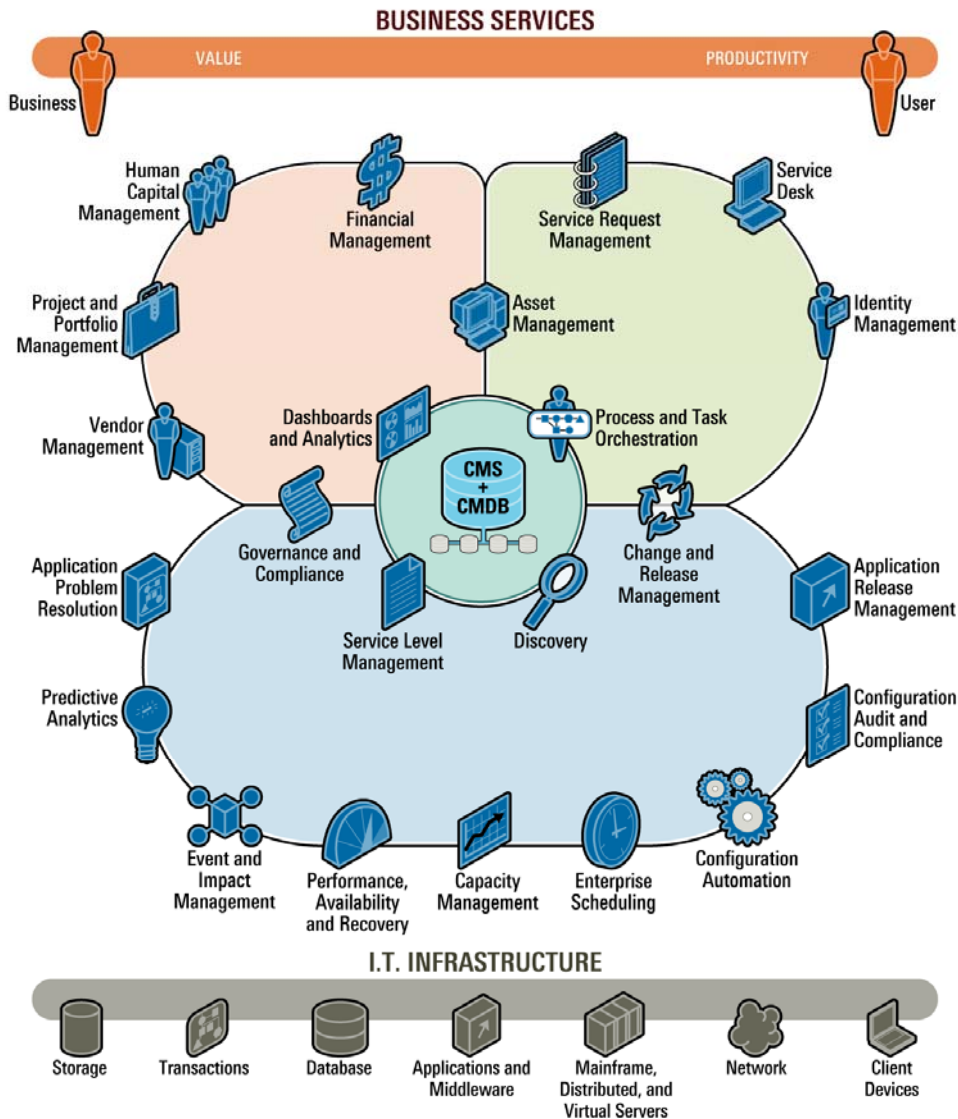 BUSINESS SERVICES
VALUE
PRODUCTIVITY
Business
User
Human
Capital
Management
Financial
Management
Service Request
Management
Service
Desk
Project and
Portfolio
Management
Asset
Management
Identity
Management
Vendor
Management
Dashboards
and Analytics
Process and Task
Orchestration
CMS
+
CMDB
Governance and
Compliance
Change and
Release
Management
Application
Problem
Resolution
Application
Release
Management
Service Level
Management
Discovery
Predictive
Analytics
Configuration
Audit and
Compliance
Event and
Impact
Management
Performance,
Availability
and Recovery
Capacity
Management
Enterprise
Scheduling
Configuration
Automation
I.T. INFRASTRUCTURE
Storage
Transactions
Database
Applications and
Middleware
Mainframe,
Distributed, and
Virtual Servers
Network
Client
Devices